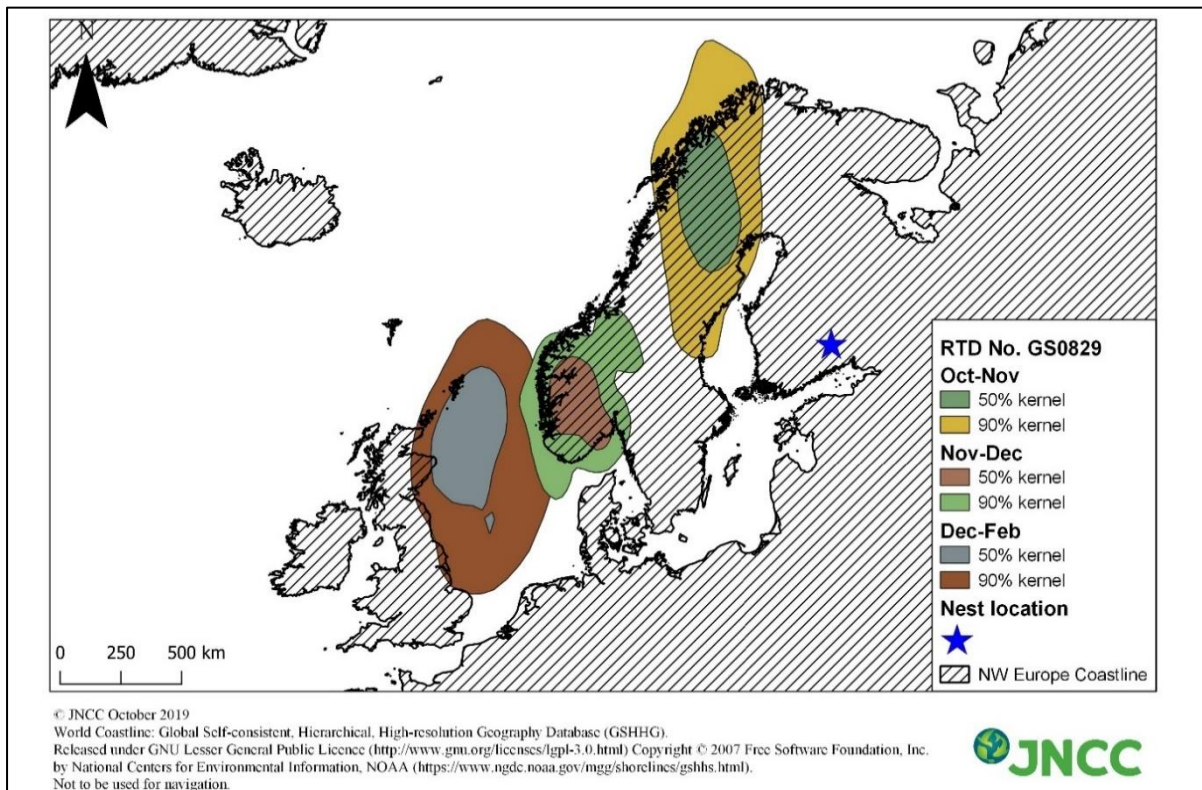 N
0 250 500 km
RTD No. GS0829
Oct-Nov
50% kernel
90% kernel
Nov-Dec
50% kernel
90% kernel
Dec-Feb
50% kernel
90% kernel
Nest location
NW Europe Coastline
© JNCC October 2019
World Coastline: Global Self-consistent, Hierarchical, High-resolution Geography Database (GSHHG).
Released under GNU Lesser General Public Licence (http://www.gnu.org/licenses/lgpl-3.0.html) Copyright © 2007 Free Software Foundation, Inc.
by National Centers for Environmental Information, NOAA (https://www.ngdc.noaa.gov/mgg/shorelines/gshhs.html).
Not to be used for navigation.
JNCC